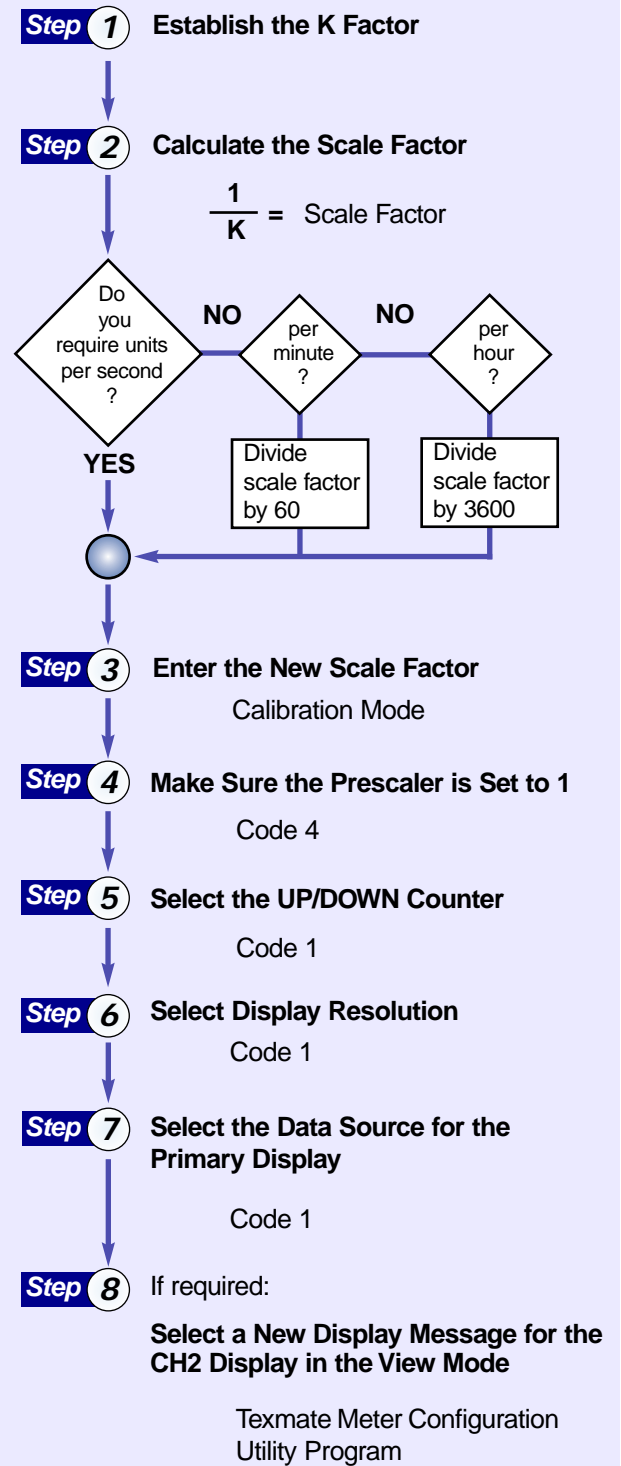 Step 1 Establish the K Factor
Step 2 Calculate the Scale Factor
1
K = Scale Factor
Do
you
require units
per second
?
NO
per
minute
?
NO
per
hour
?
YES
Divide
scale factor
by 60
Divide
scale factor
by 3600
Step 3 Enter the New Scale Factor
Calibration Mode
Step 4 Make Sure the Prescaler is Set to 1
Code 4
Step 5 Select the UP/DOWN Counter
Code 1
Step 6 Select Display Resolution
Code 1
Step 7 Select the Data Source for the
Primary Display
Code 1
Step 8 If required:
Select a New Display Message for the
CH2 Display in the View Mode
Texmate Meter Configuration
Utility Program